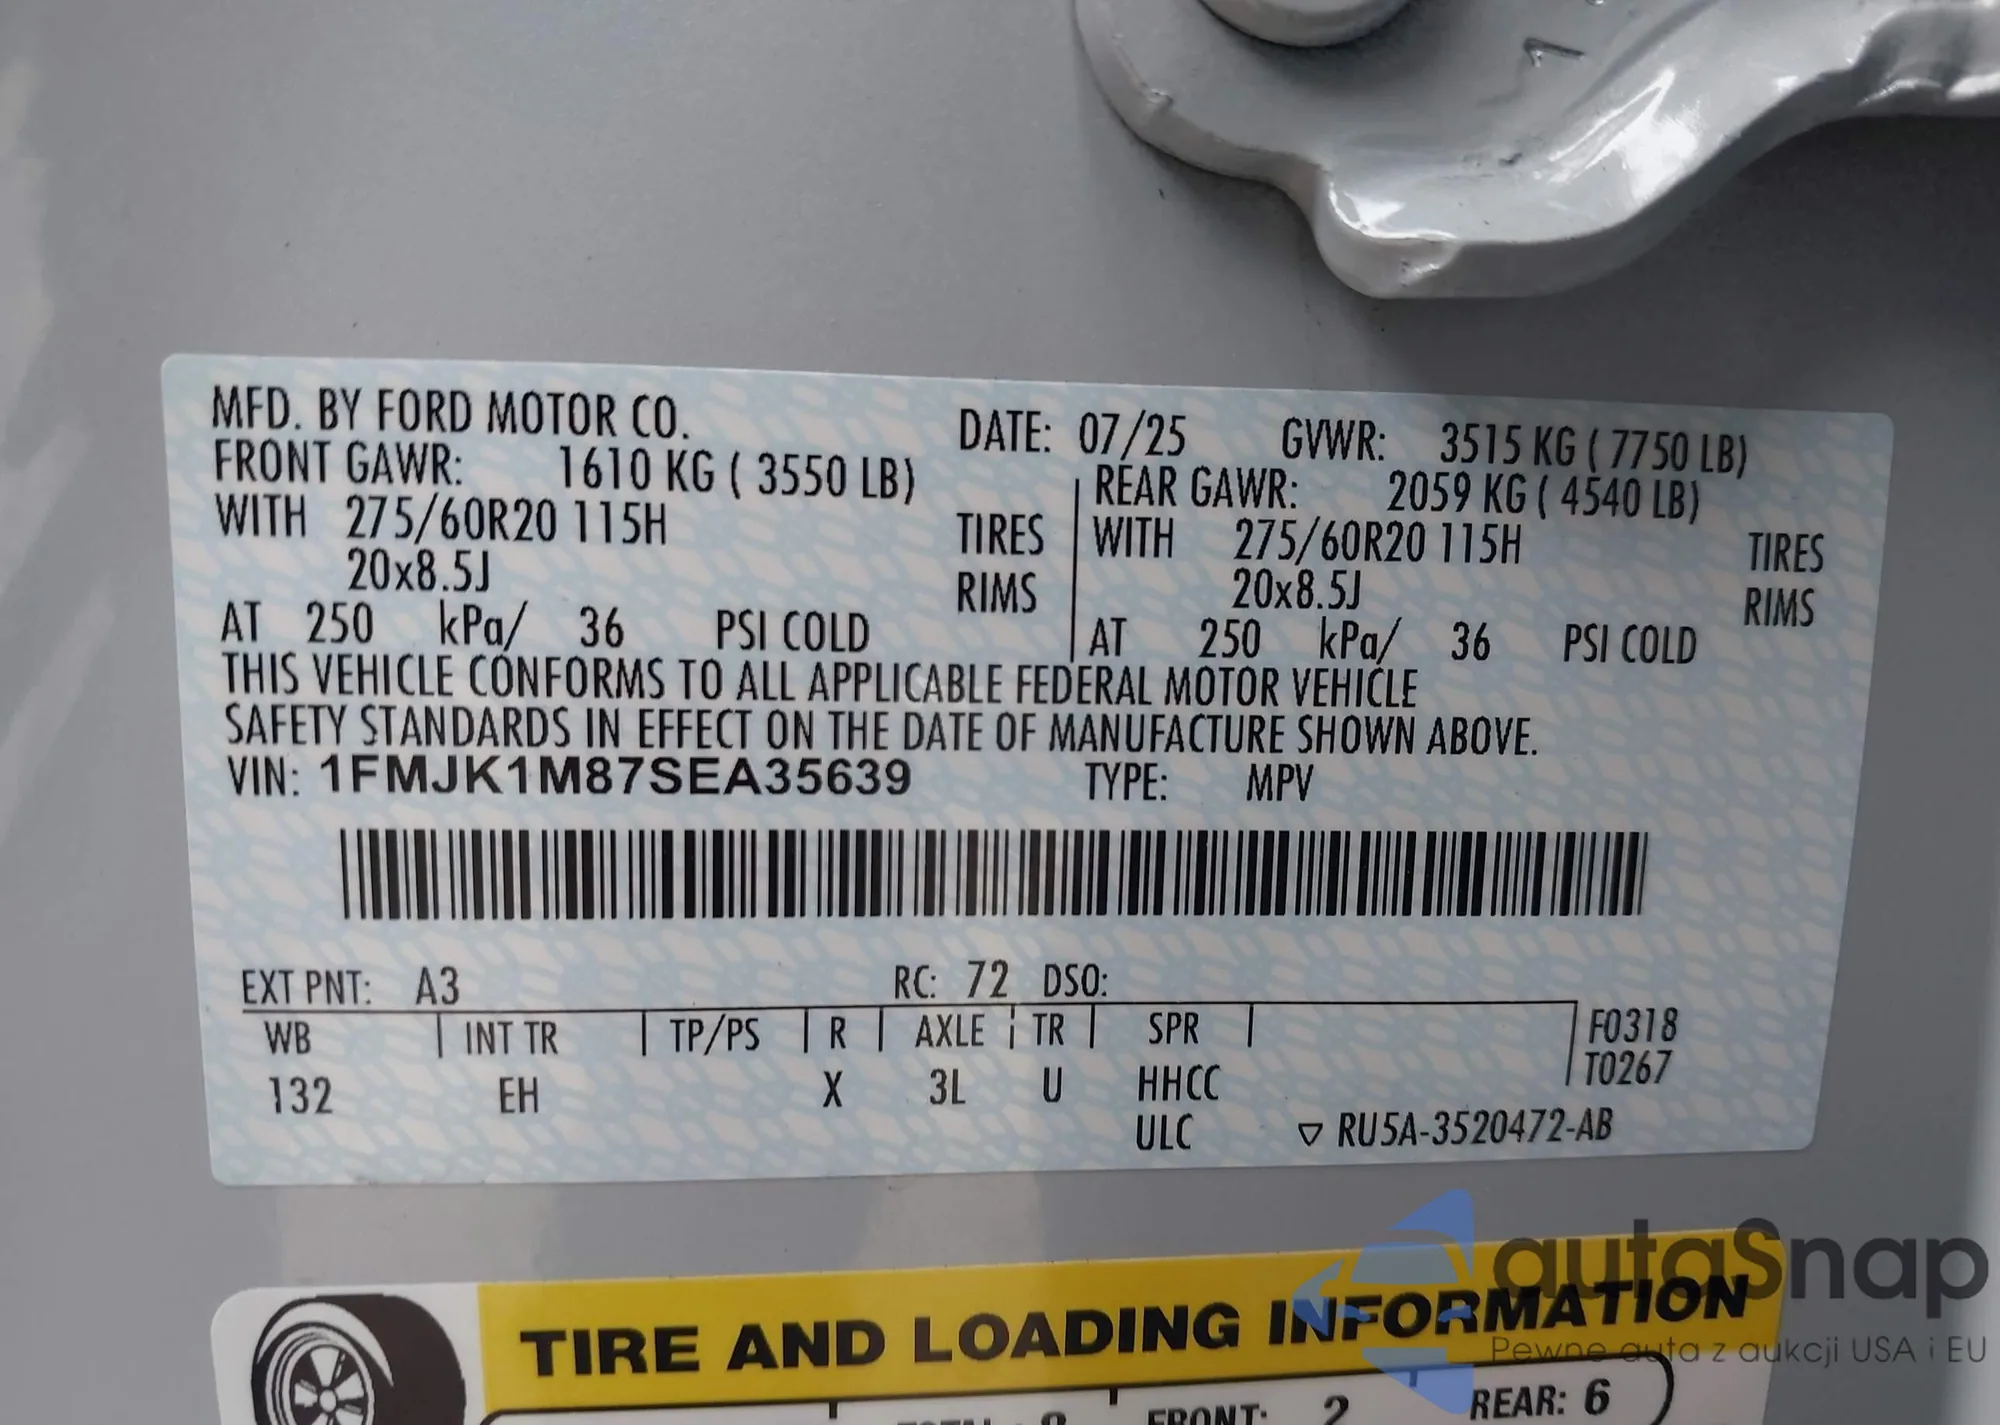 MFD. BY FORD MOTOR CO.
DATE: 07/25 GVWR: 3515 KG ( 7750 LB)
FRONT GAWR: 1610 KG ( 3550 LB)
WITH 275/60R20 115H TIRES
20x8.5J RIMS
AT 250 kPa/ 36 PSI COLD
REAR GAWR: 2059 KG ( 4540 LB)
WITH 275/60R20 115H TIRES
20x8.5J RIMS
AT 250 kPa/ 36 PSI COLD
THIS VEHICLE CONFORMS TO ALL APPLICABLE FEDERAL MOTOR VEHICLE
SAFETY STANDARDS IN EFFECT ON THE DATE OF MANUFACTURE SHOWN ABOVE.
VIN: 1FMJK1M87SEA35639 TYPE: MPV
EXT PNT: A3 RC: 72 DSO:
WB INT TR TP/PS R AXLE TR SPR F0318
T0267
132 EH X 3L U HHCC
ULC ▽ RU5A-3520472-AB
autaSnap
Pewne auta z aukcji USA i EU
TIRE AND LOADING INFORMATION
FRONT: 2 REAR: 6